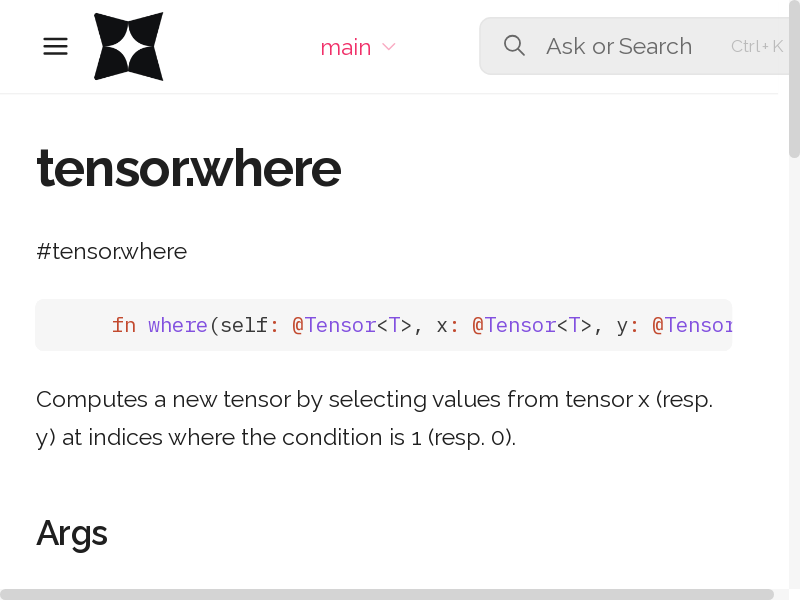 main
Ask or Search
Ctrl+K
tensor.where
#tensor.where
fn where(self: @Tensor<T>, x: @Tensor<T>, y: @Tensor
Computes a new tensor by selecting values from tensor x (resp.
y) at indices where the condition is 1 (resp. 0).
Args